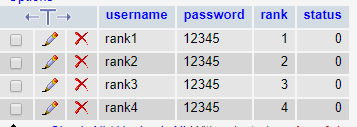 username password rank status
rank1 12345 1 0
rank2 12345 2 0
rank3 12345 3 0
rank4 12345 4 0